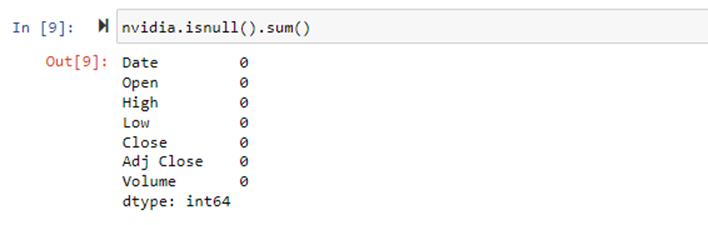 In [9]: nvidia.isnull().sum()
Out[9]: Date 0
Open 0
High 0
Low 0
Close 0
Adj Close 0
Volume 0
dtype: int64